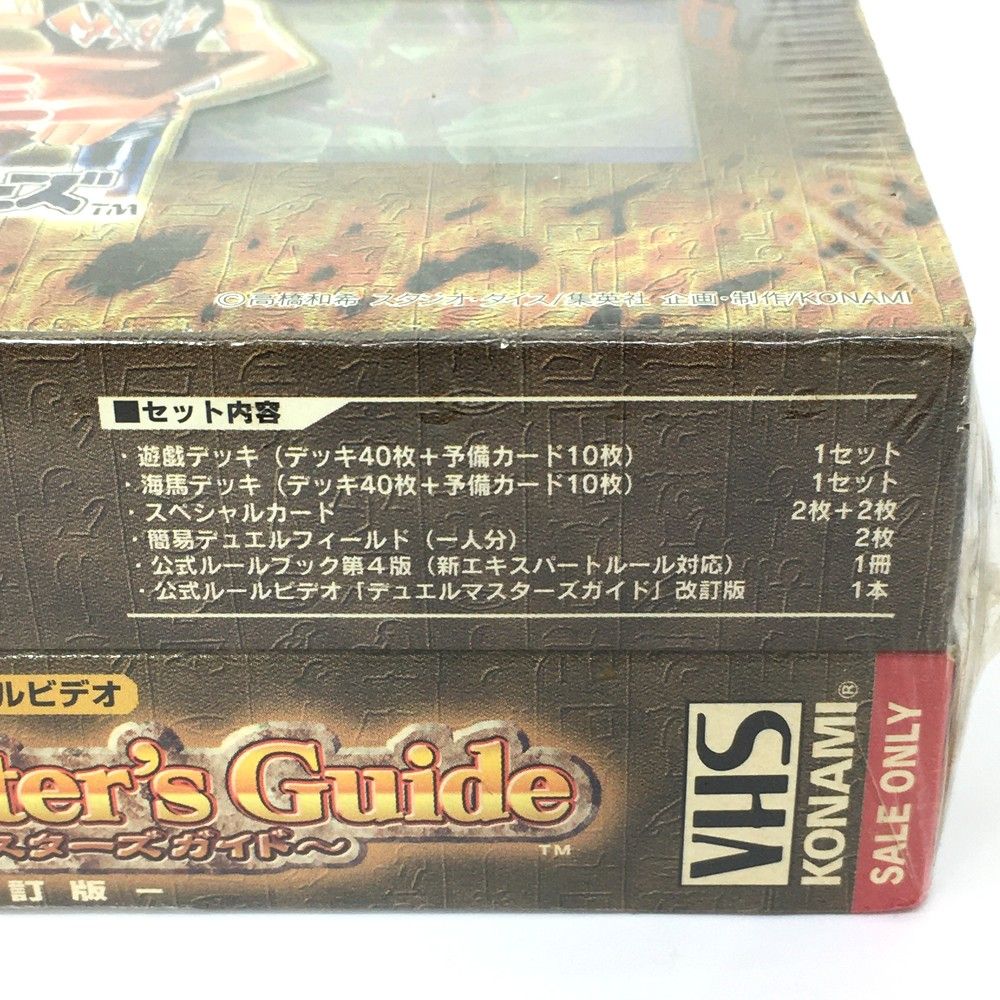 ーズ™
©高橋和希 スタジオ・ダイス/集英社 企画・制作/KONAMI
■セット内容
・遊戯デッキ（デッキ40枚＋予備カード10枚） 1セット
・海馬デッキ（デッキ40枚＋予備カード10枚） 1セット
・スペシャルカード 2枚＋2枚
・簡易デュエルフィールド（一人分） 2枚
・公式ルールブック第4版（新エキスパートルール対応） 1冊
・公式ルールビデオ「デュエルマスターズガイド」改訂版 1本
ルビデオ
ter's Guide
スターズガイド～ ™
訂版－
VHS
KONAMI®
SALE ONLY